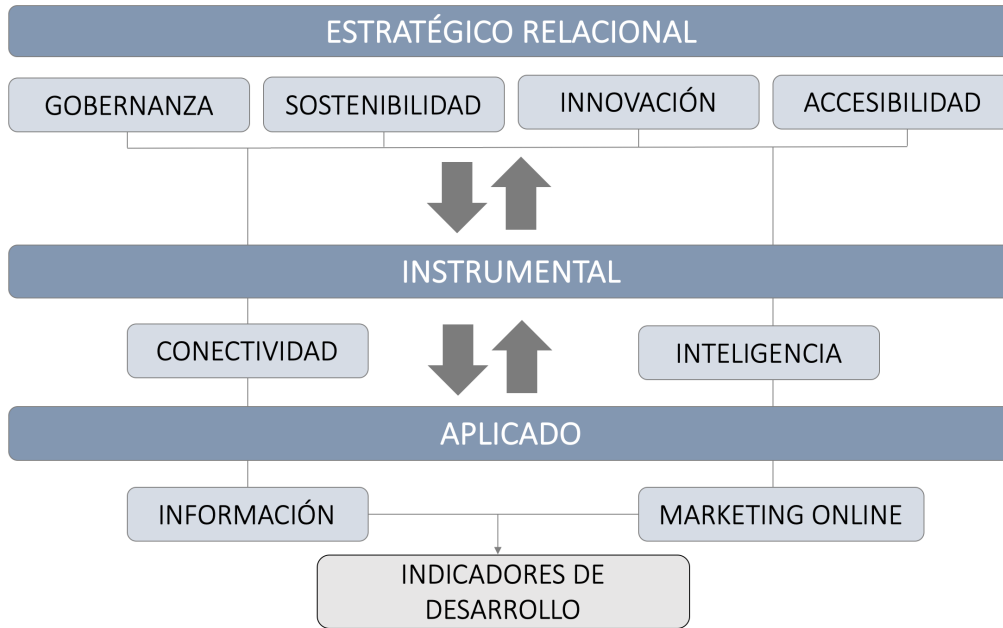 ESTRATÉGICO RELACIONAL
GOBERNANZA
SOSTENIBILIDAD
INNOVACIÓN
ACCESIBILIDAD
INSTRUMENTAL
CONECTIVIDAD
INTELIGENCIA
APLICADO
INFORMACIÓN
MARKETING ONLINE
INDICADORES DE
DESARROLLO